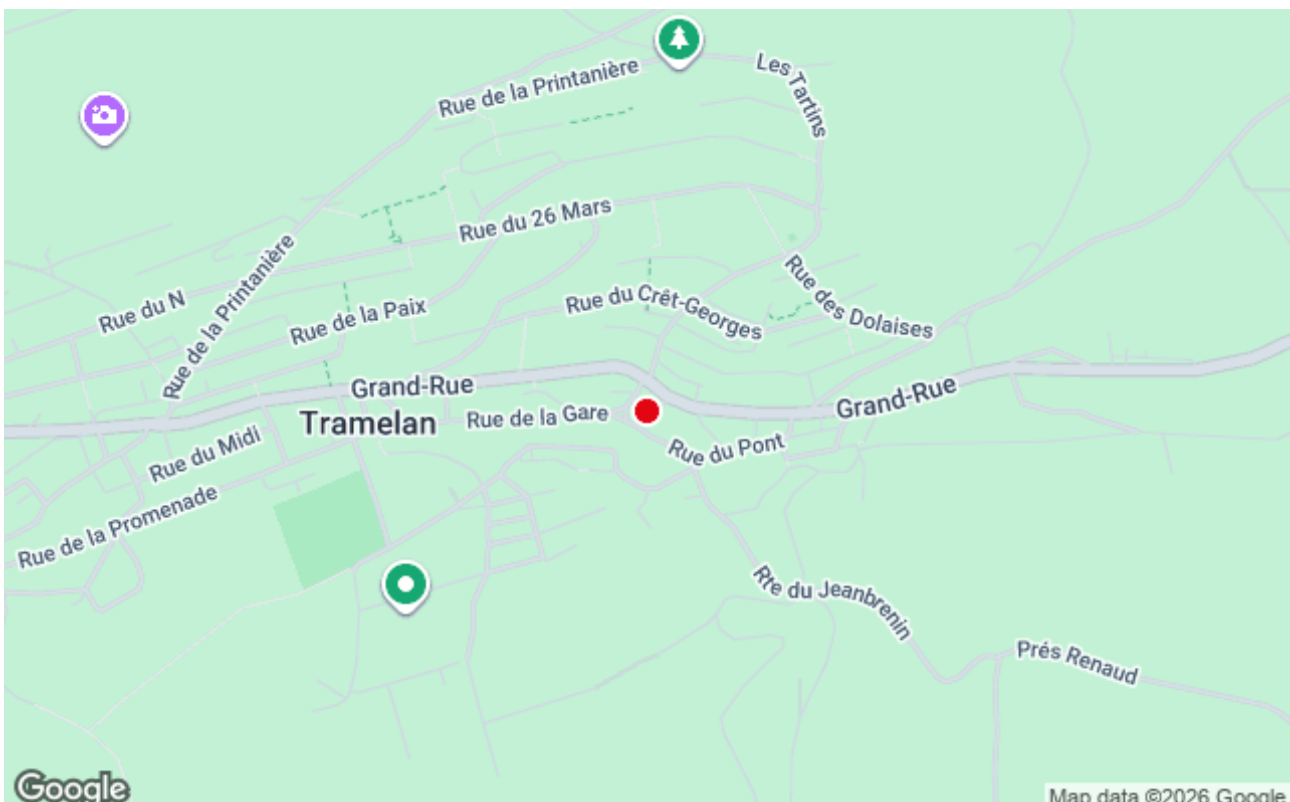 Rue de la Printanière
Les Tartins
Rue du 26 Mars
Rue de la Printanière
Rue du N
Rue de la Paix
Rue du Crêt-Georges
Rue des Dolaises
Grand-Rue
Grand-Rue
Tramelan
Rue de la Gare
Rue du Midi
Rue du Pont
Rue de la Promenade
Rte du Jeanbrenin
Prés Renaud
Google
Map data ©2026 Google